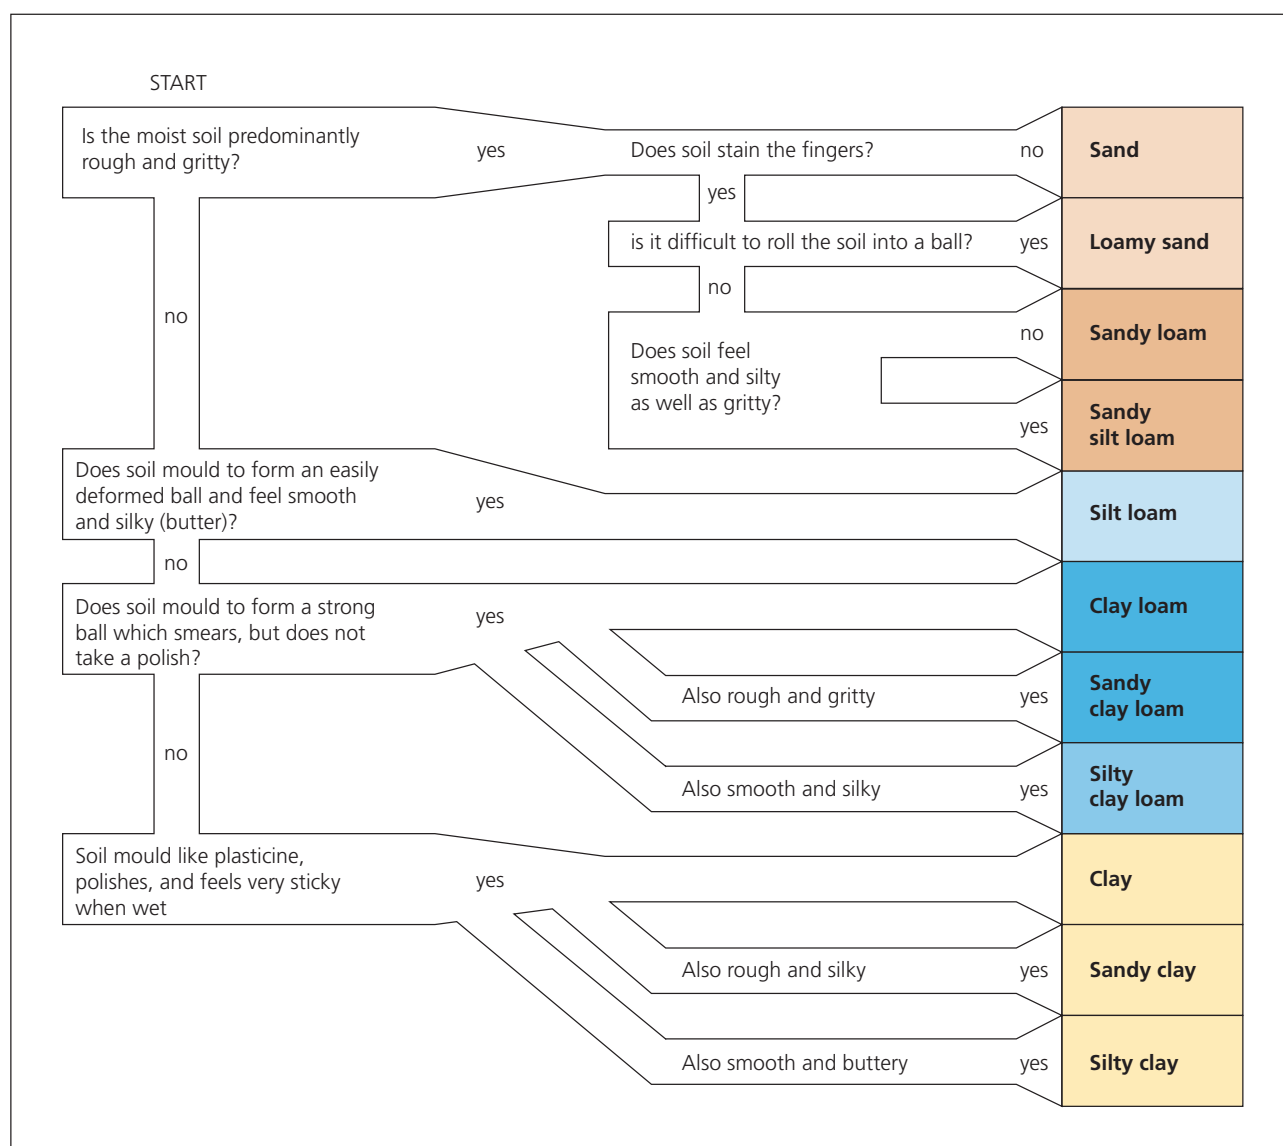 START
Is the moist soil predominantly
rough and gritty?
yes
Does soil stain the fingers?
no
Sand
yes
is it difficult to roll the soil into a ball?
yes
Loamy sand
no
no
Does soil feel
smooth and silty
as well as gritty?
no
Sandy loam
yes
Sandy
silt loam
Does soil mould to form an easily
deformed ball and feel smooth
and silky (butter)?
yes
Silt loam
no
Does soil mould to form a strong
ball which smears, but does not
take a polish?
yes
Clay loam
Also rough and gritty
yes
Sandy
clay loam
no
Also smooth and silky
yes
Silty
clay loam
Soil mould like plasticine,
polishes, and feels very sticky
when wet
yes
Clay
Also rough and silky
yes
Sandy clay
Also smooth and buttery
yes
Silty clay